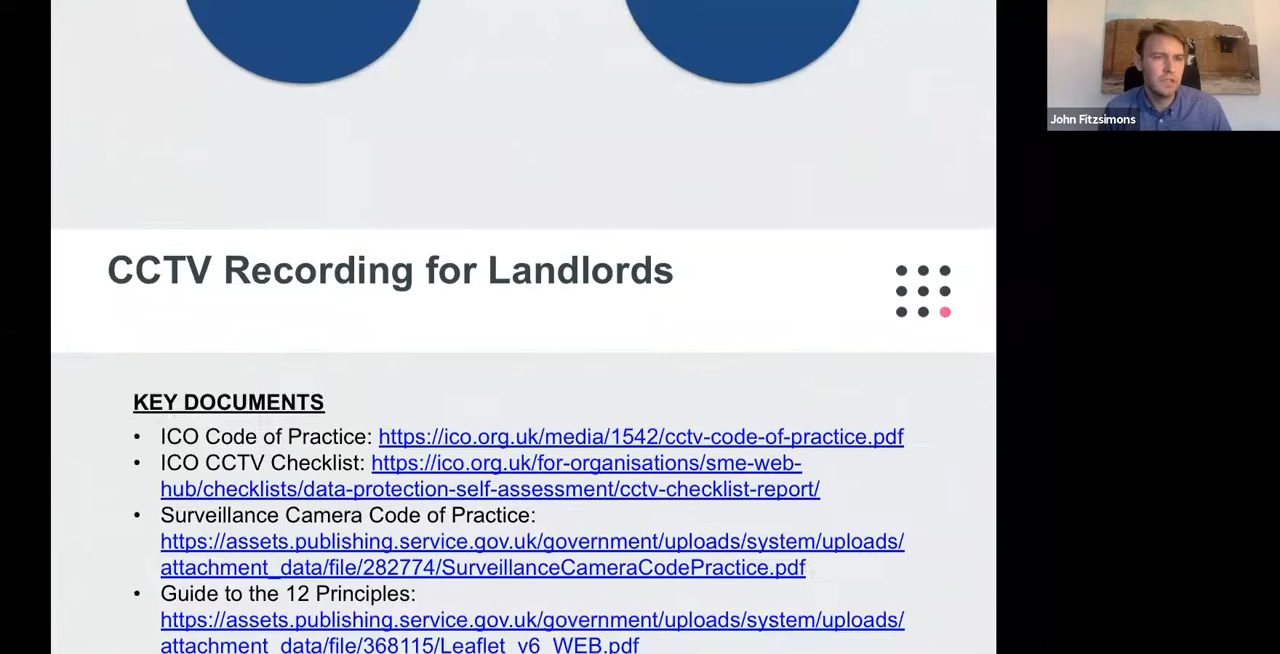 John Fitzsimons
CCTV Recording for Landlords
KEY DOCUMENTS
• ICO Code of Practice: https://ico.org.uk/media/1542/cctv-code-of-practice.pdf
• ICO CCTV Checklist: https://ico.org.uk/for-organisations/sme-web-
hub/checklists/data-protection-self-assessment/cctv-checklist-report/
• Surveillance Camera Code of Practice:
https://assets.publishing.service.gov.uk/government/uploads/system/uploads/
attachment_data/file/282774/SurveillanceCameraCodePractice.pdf
• Guide to the 12 Principles:
https://assets.publishing.service.gov.uk/government/uploads/system/uploads/
attachment_data/file/368115/Leaflet_v6_WEB.pdf